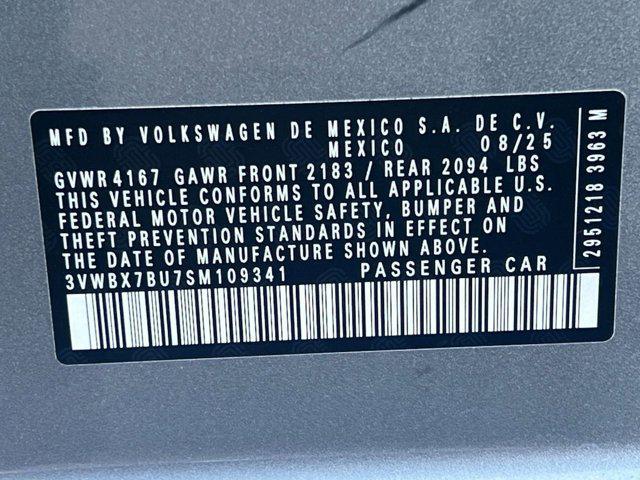 MFD BY VOLKSWAGEN DE MEXICO S.A. DE C.V.
MEXICO 08/25
GVWR 4167 GAWR FRONT 2183 / REAR 2094 LBS
THIS VEHICLE CONFORMS TO ALL APPLICABLE U.S.
FEDERAL MOTOR VEHICLE SAFETY, BUMPER AND
THEFT PREVENTION STANDARDS IN EFFECT ON
THE DATE OF MANUFACTURE SHOWN ABOVE.
3VWBX7BU7SM109341 PASSENGER CAR
2951218 3963 M